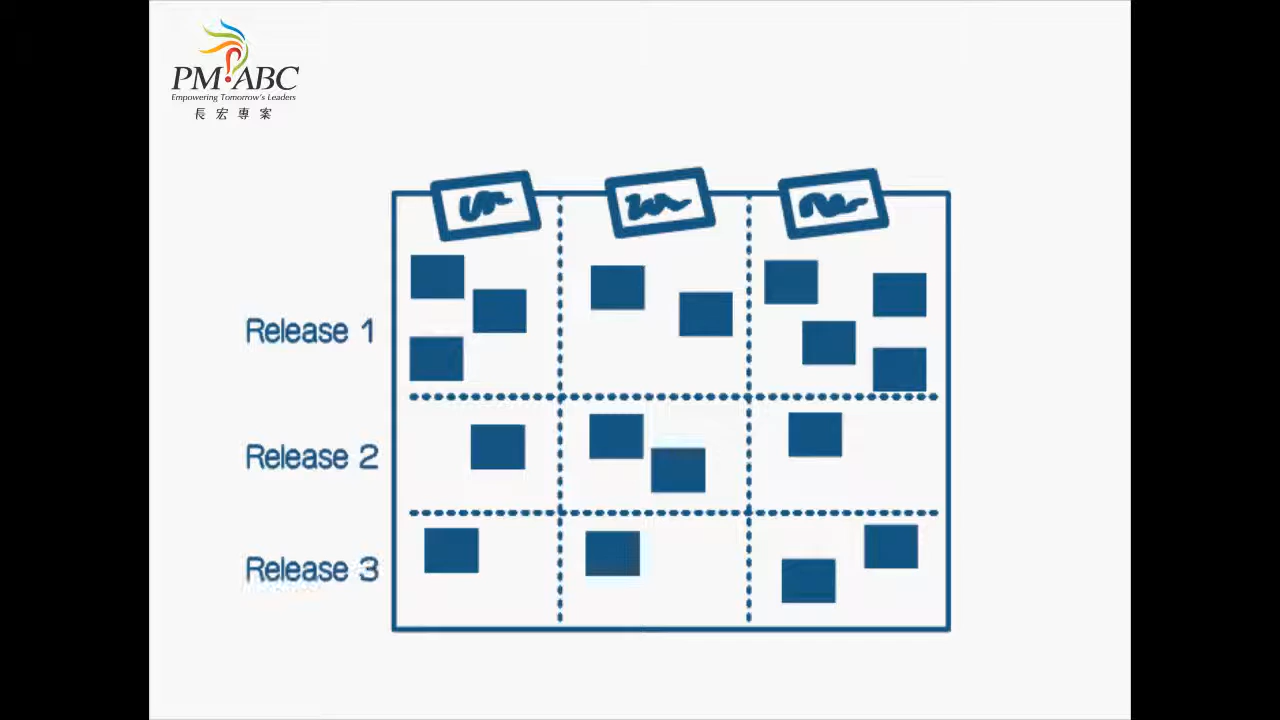 PM ABC
Empowering Tomorrow's Leaders
長宏專案
Release 1
Release 2
Release 3